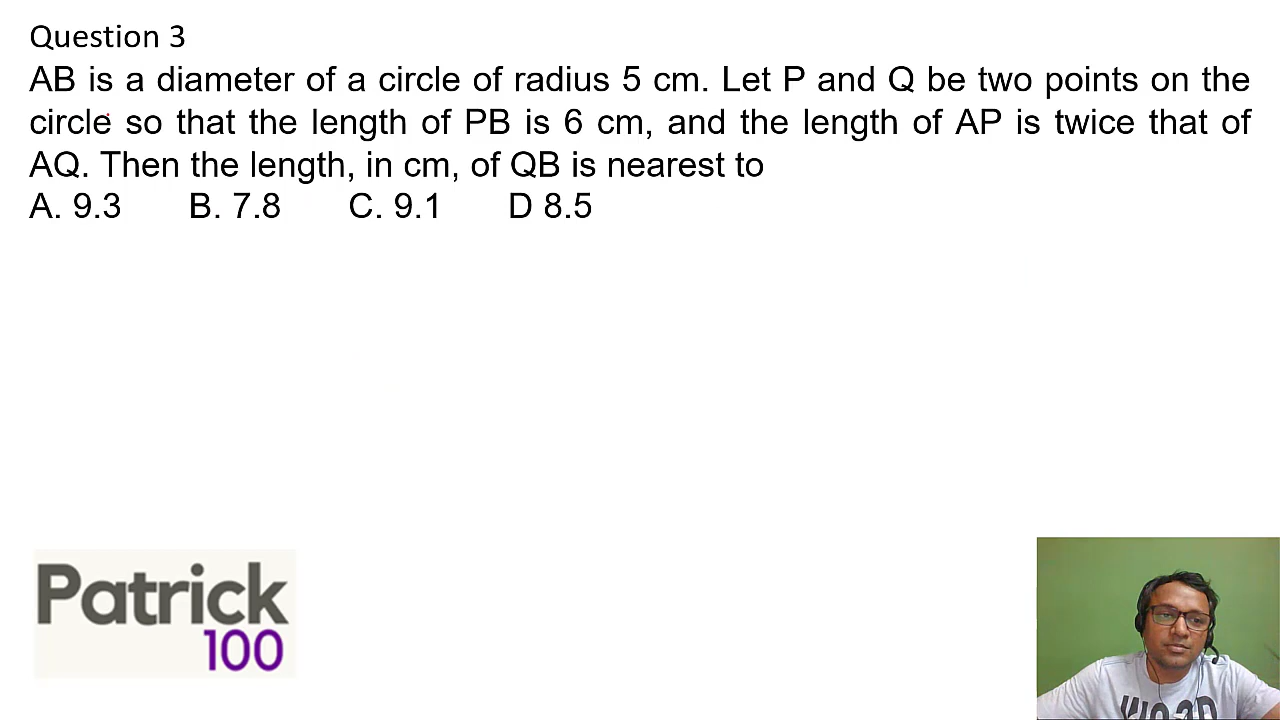 Question 3
AB is a diameter of a circle of radius 5 cm. Let P and Q be two points on the
circle so that the length of PB is 6 cm, and the length of AP is twice that of
AQ. Then the length, in cm, of QB is nearest to
A. 9.3 B. 7.8 C. 9.1 D 8.5
Patrick
100